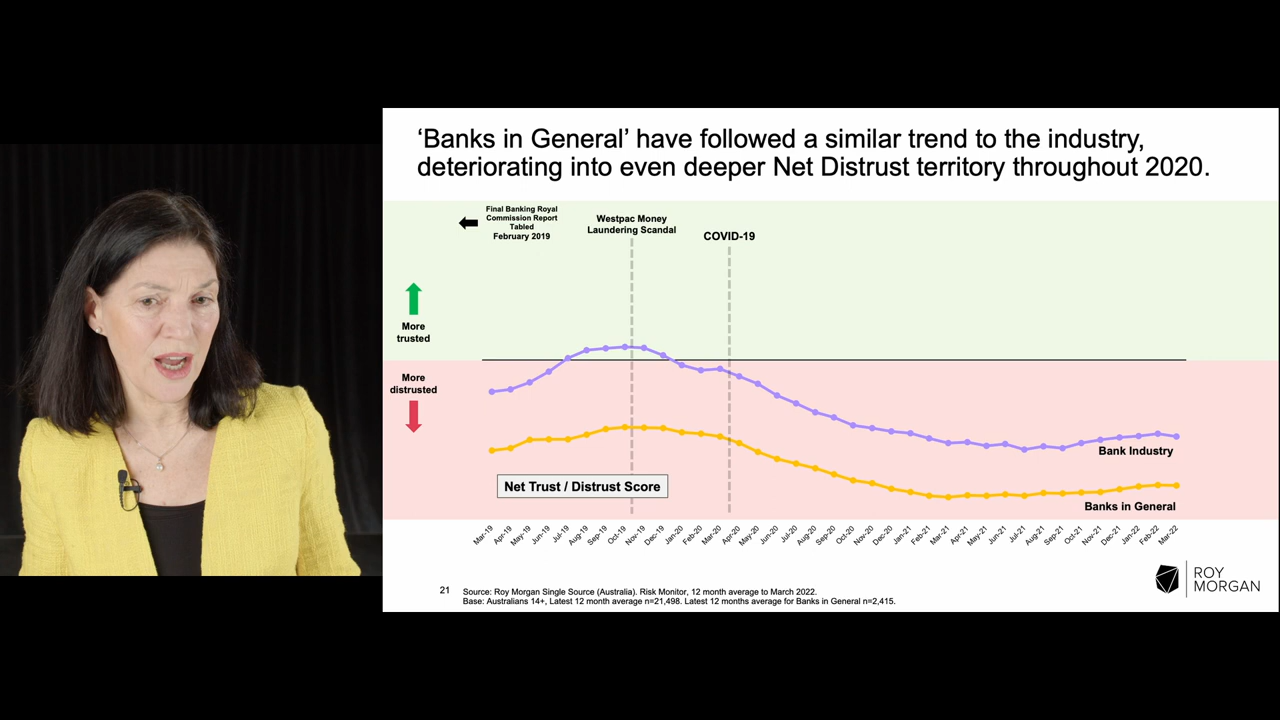 ‘Banks in General’ have followed a similar trend to the industry,
deteriorating into even deeper Net Distrust territory throughout 2020.
Final Banking Royal
Commission Report
Tabled
February 2019
Westpac Money
Laundering Scandal
COVID-19
More
trusted
More
distrusted
Bank Industry
Net Trust / Distrust Score
Banks in General
Mar-19
Apr-19
May-19
Jun-19
Jul-19
Aug-19
Sep-19
Oct-19
Nov-19
Dec-19
Jan-20
Feb-20
Mar-20
Apr-20
May-20
Jun-20
Jul-20
Aug-20
Sep-20
Oct-20
Nov-20
Dec-20
Jan-21
Feb-21
Mar-21
Apr-21
May-21
Jun-21
Jul-21
Aug-21
Sep-21
Oct-21
Nov-21
Dec-21
Jan-22
Feb-22
Mar-22
21
Source: Roy Morgan Single Source (Australia). Risk Monitor, 12 month average to March 2022.
Base: Australians 14+, Latest 12 month average n=21,498. Latest 12 months average for Banks in General n=2,415.
ROY
MORGAN